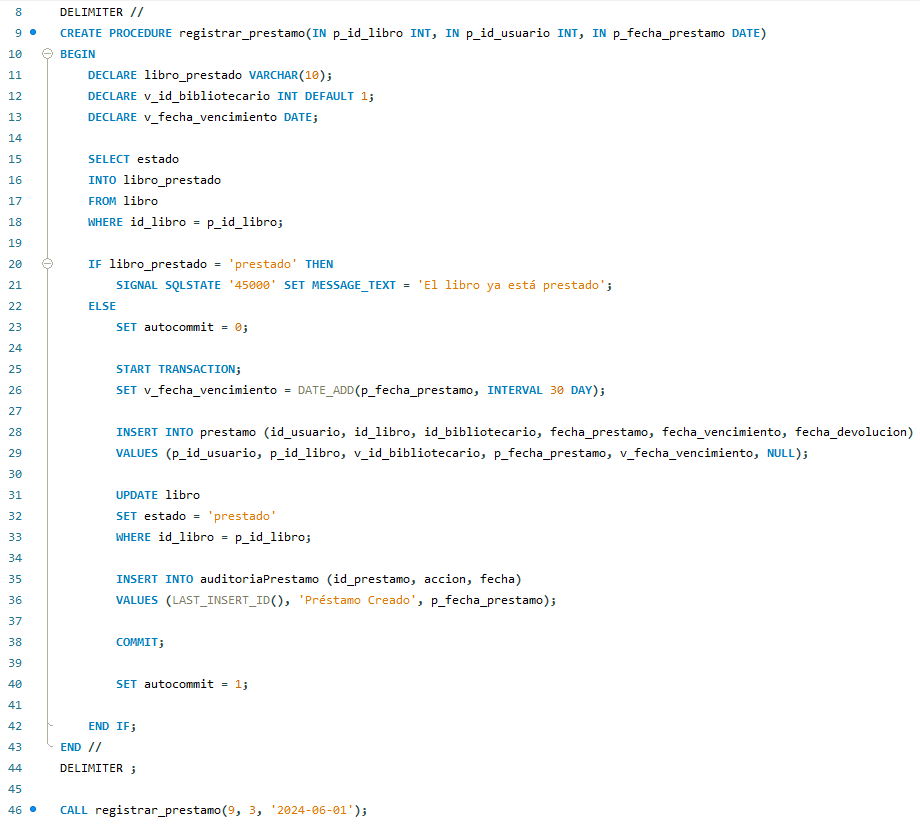 8 DELIMITER //
9 CREATE PROCEDURE registrar_prestamo(IN p_id_libro INT, IN p_id_usuario INT, IN p_fecha_prestamo DATE)
10 BEGIN
11 DECLARE libro_prestado VARCHAR(10);
12 DECLARE v_id_bibliotecario INT DEFAULT 1;
13 DECLARE v_fecha_vencimiento DATE;
14
15 SELECT estado
16 INTO libro_prestado
17 FROM libro
18 WHERE id_libro = p_id_libro;
19
20 IF libro_prestado = 'prestado' THEN
21 SIGNAL SQLSTATE '45000' SET MESSAGE_TEXT = 'El libro ya está prestado';
22 ELSE
23 SET autocommit = 0;
24
25 START TRANSACTION;
26 SET v_fecha_vencimiento = DATE_ADD(p_fecha_prestamo, INTERVAL 30 DAY);
27
28 INSERT INTO prestamo (id_usuario, id_libro, id_bibliotecario, fecha_prestamo, fecha_vencimiento, fecha_devolucion)
29 VALUES (p_id_usuario, p_id_libro, v_id_bibliotecario, p_fecha_prestamo, v_fecha_vencimiento, NULL);
30
31 UPDATE libro
32 SET estado = 'prestado'
33 WHERE id_libro = p_id_libro;
34
35 INSERT INTO auditoriaPrestamo (id_prestamo, accion, fecha)
36 VALUES (LAST_INSERT_ID(), 'Préstamo Creado', p_fecha_prestamo);
37
38 COMMIT;
39
40 SET autocommit = 1;
41
42 END IF;
43 END //
44 DELIMITER ;
45
46 CALL registrar_prestamo(9, 3, '2024-06-01');